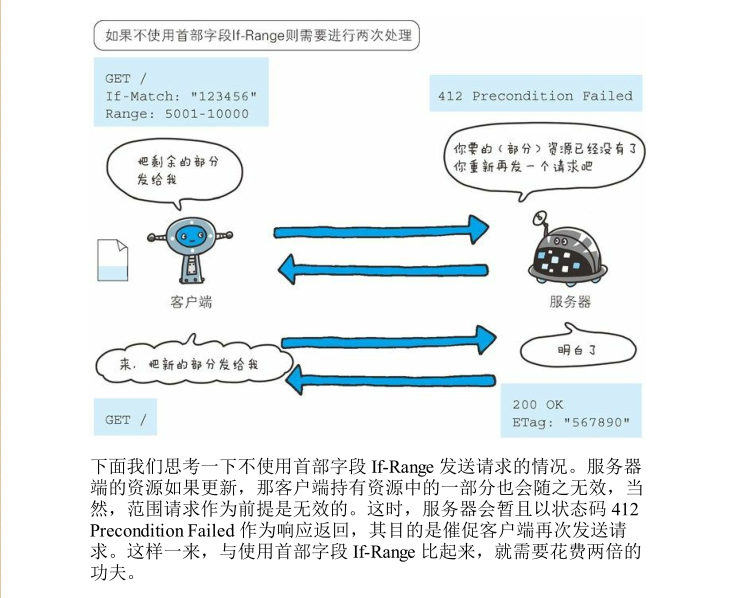 如果不使用首部字段If-Range则需要进行两次处理
GET /
If-Match: "123456"
Range: 5001-10000
412 Precondition Failed
把剩余的部分
发给我
你要的（部分）资源已经没有了
你重新再发一个请求吧
客户端
服务器
来，把新的部分发给我
明白了
GET /
200 OK
ETag: "567890"
下面我们思考一下不使用首部字段 If-Range 发送请求的情况。服务器
端的资源如果更新，那客户端持有资源中的一部分也会随之无效，当
然，范围请求作为前提是无效的。这时，服务器会暂且以状态码 412
Precondition Failed 作为响应返回，其目的是催促客户端再次发送请
求。这样一来，与使用首部字段 If-Range 比起来，就需要花费两倍的
功夫。